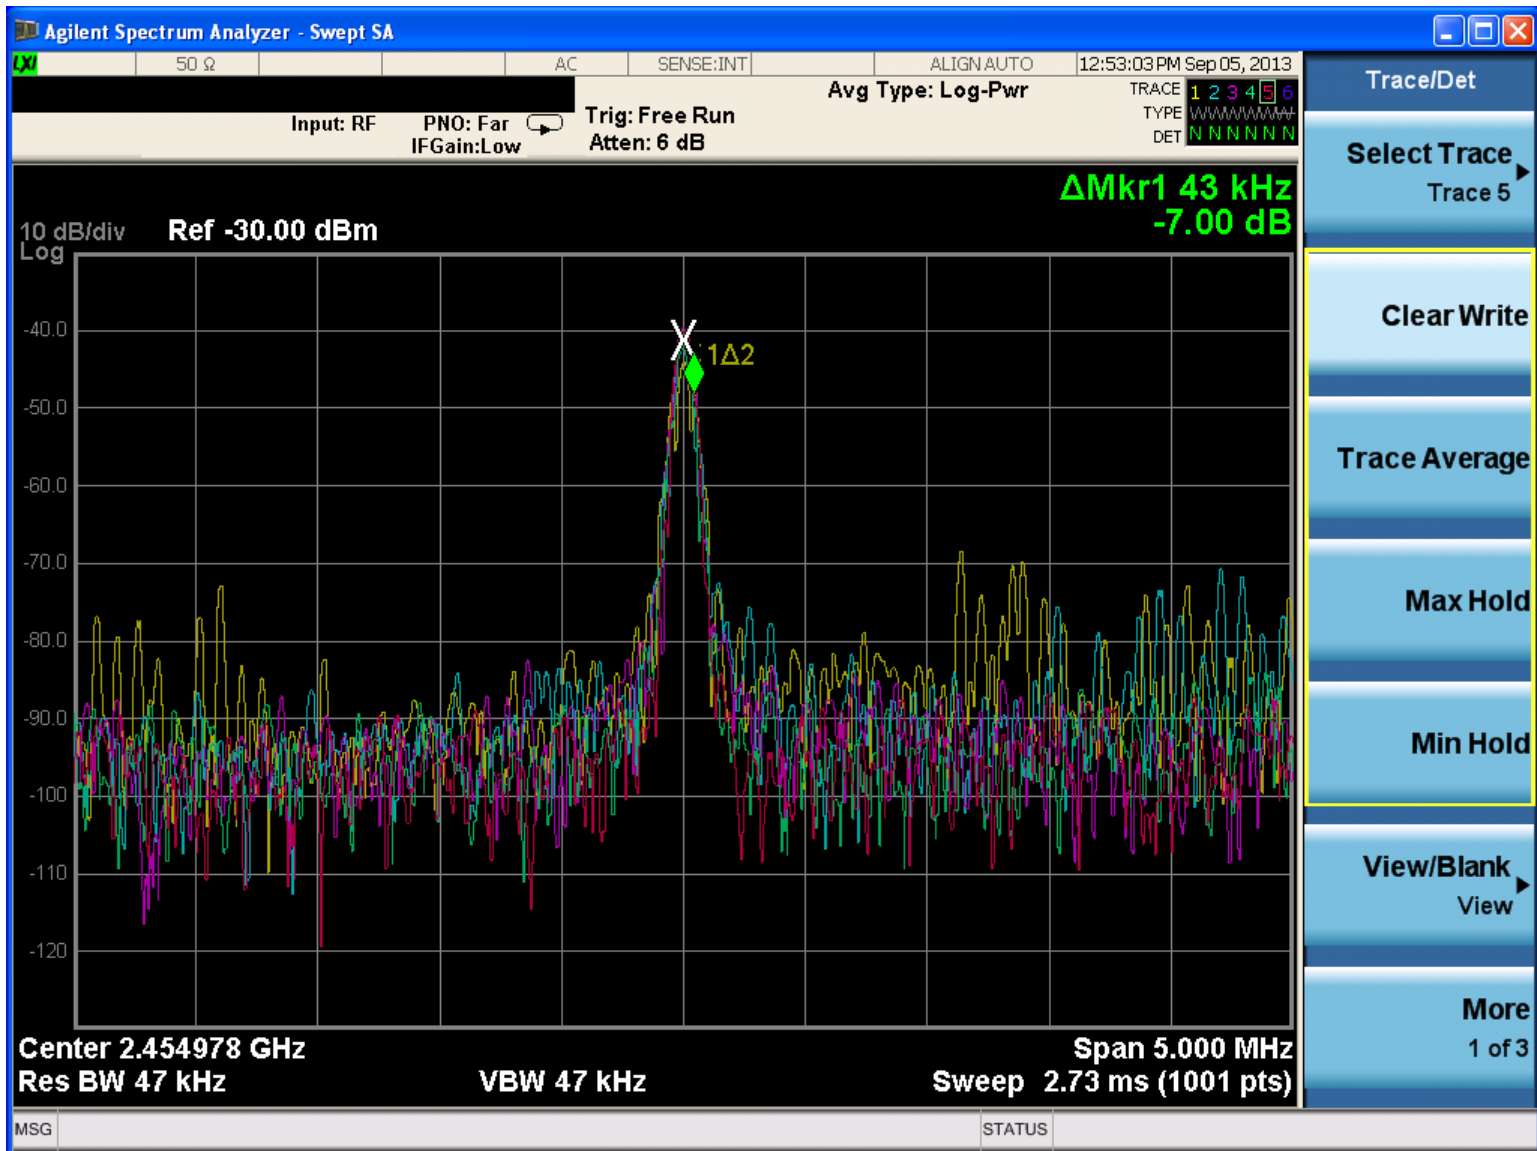 Agilent Spectrum Analyzer - Swept SA
LXI 50 Ω AC SENSE:INT ALIGN AUTO 12:53:03 PM Sep 05, 2013
Input: RF
PNO: Far
IFGain:Low
Trig: Free Run
Atten: 6 dB
Avg Type: Log-Pwr
TRACE 1 2 3 4 5 6
TYPE WWWWWW
DET N N N N N N
ΔMkr1 43 kHz
-7.00 dB
10 dB/div
Log
Ref -30.00 dBm
-40.0
-50.0
-60.0
-70.0
-80.0
-90.0
-100
-110
-120
X
1Δ2
Center 2.454978 GHz
Span 5.000 MHz
Res BW 47 kHz
VBW 47 kHz
Sweep 2.73 ms (1001 pts)
MSG
STATUS
Trace/Det
Select Trace
Trace 5
Clear Write
Trace Average
Max Hold
Min Hold
View/Blank
View
More
1 of 3